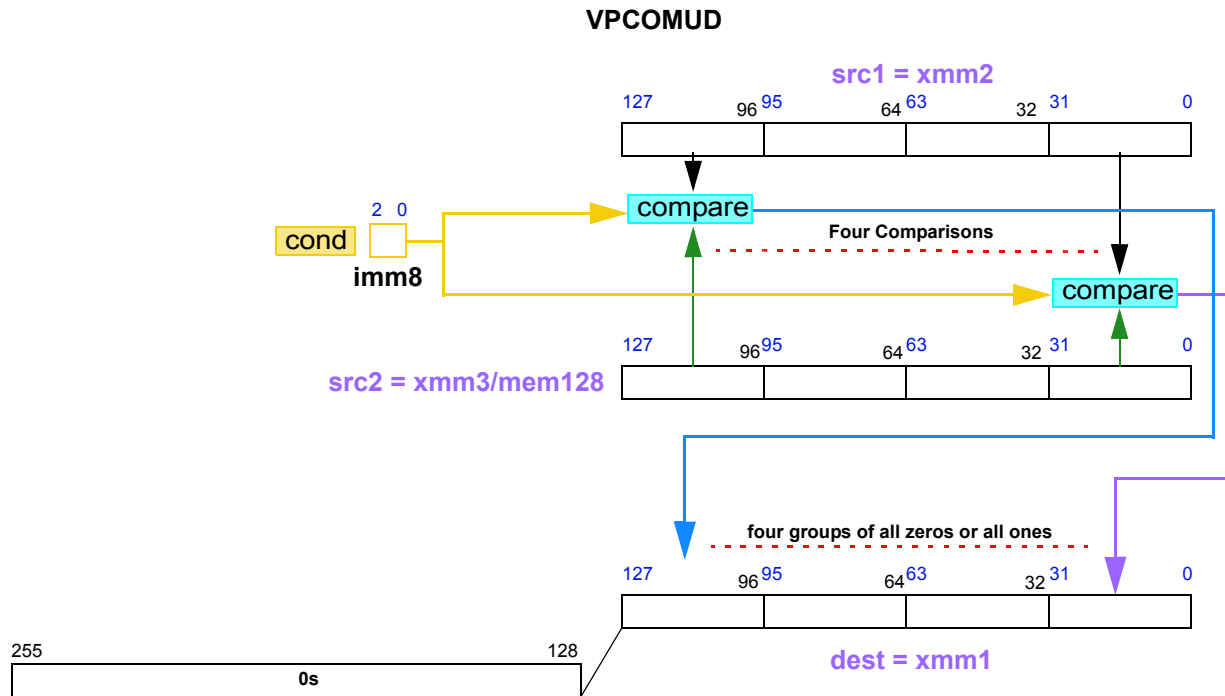 VPCOMUD
src1 = xmm2
127 96 95 64 63 32 31 0
2 0
cond
compare
Four Comparisons
imm8
compare
127 96 95 64 63 32 31 0
src2 = xmm3/mem128
four groups of all zeros or all ones
127 96 95 64 63 32 31 0
255 128
dest = xmm1
0s